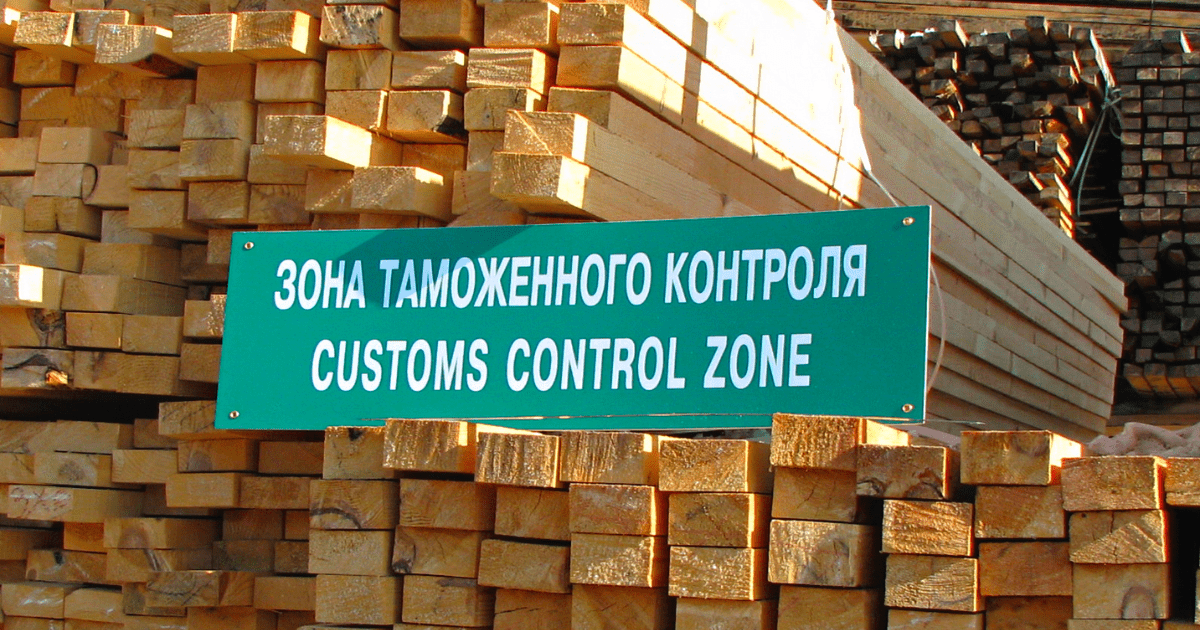 ЗОНА ТАМОЖЕННОГО КОНТРОЛЯ
CUSTOMS CONTROL ZONE